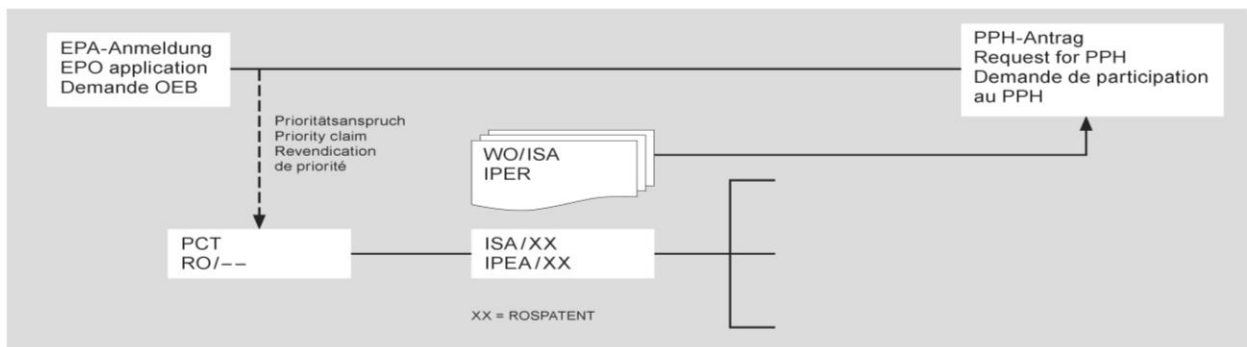 EPA-Anmeldung
EPO application
Demande OEB
PPH-Antrag
Request for PPH
Demande de participation
au PPH
Prioritätsanspruch
Priority claim
Revendication
de priorité
WO/ISA
IPER
PCT
RO/––
ISA/XX
IPEA/XX
XX = ROSPATENT